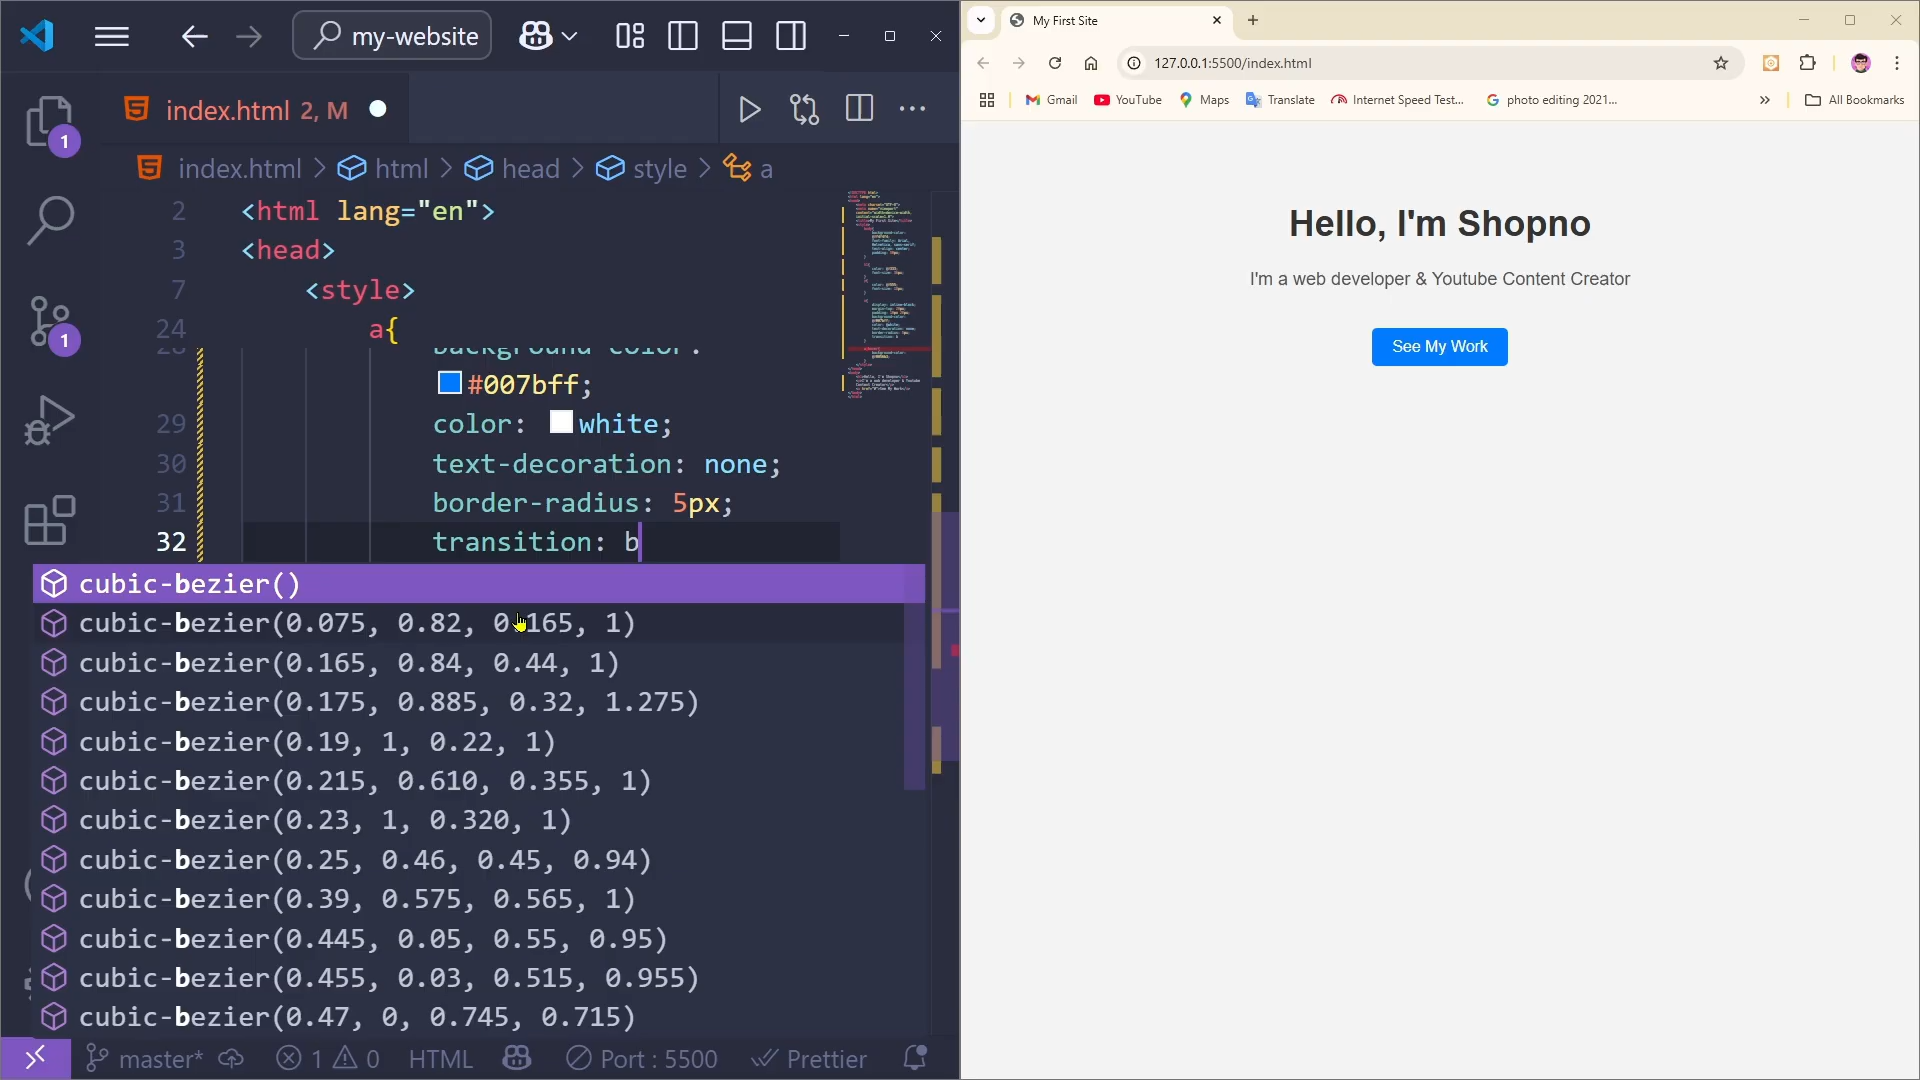 my-website
index.html 2, M
index.html > html > head > style > a
2 <html lang="en">
3 <head>
7 <style>
24 a{
28 background-color:
#007bff;
29 color: white;
30 text-decoration: none;
31 border-radius: 5px;
32 transition: b
cubic-bezier()
cubic-bezier(0.075, 0.82, 0.165, 1)
cubic-bezier(0.165, 0.84, 0.44, 1)
cubic-bezier(0.175, 0.885, 0.32, 1.275)
cubic-bezier(0.19, 1, 0.22, 1)
cubic-bezier(0.215, 0.610, 0.355, 1)
cubic-bezier(0.23, 1, 0.320, 1)
cubic-bezier(0.25, 0.46, 0.45, 0.94)
cubic-bezier(0.39, 0.575, 0.565, 1)
cubic-bezier(0.445, 0.05, 0.55, 0.95)
cubic-bezier(0.455, 0.03, 0.515, 0.955)
cubic-bezier(0.47, 0, 0.745, 0.715)
1
1
master* 1 0 HTML Port : 5500 Prettier
My First Site
127.0.0.1:5500/index.html
Gmail YouTube Maps Translate Internet Speed Test... photo editing 2021... » All Bookmarks
Hello, I'm Shopno
I'm a web developer & Youtube Content Creator
See My Work